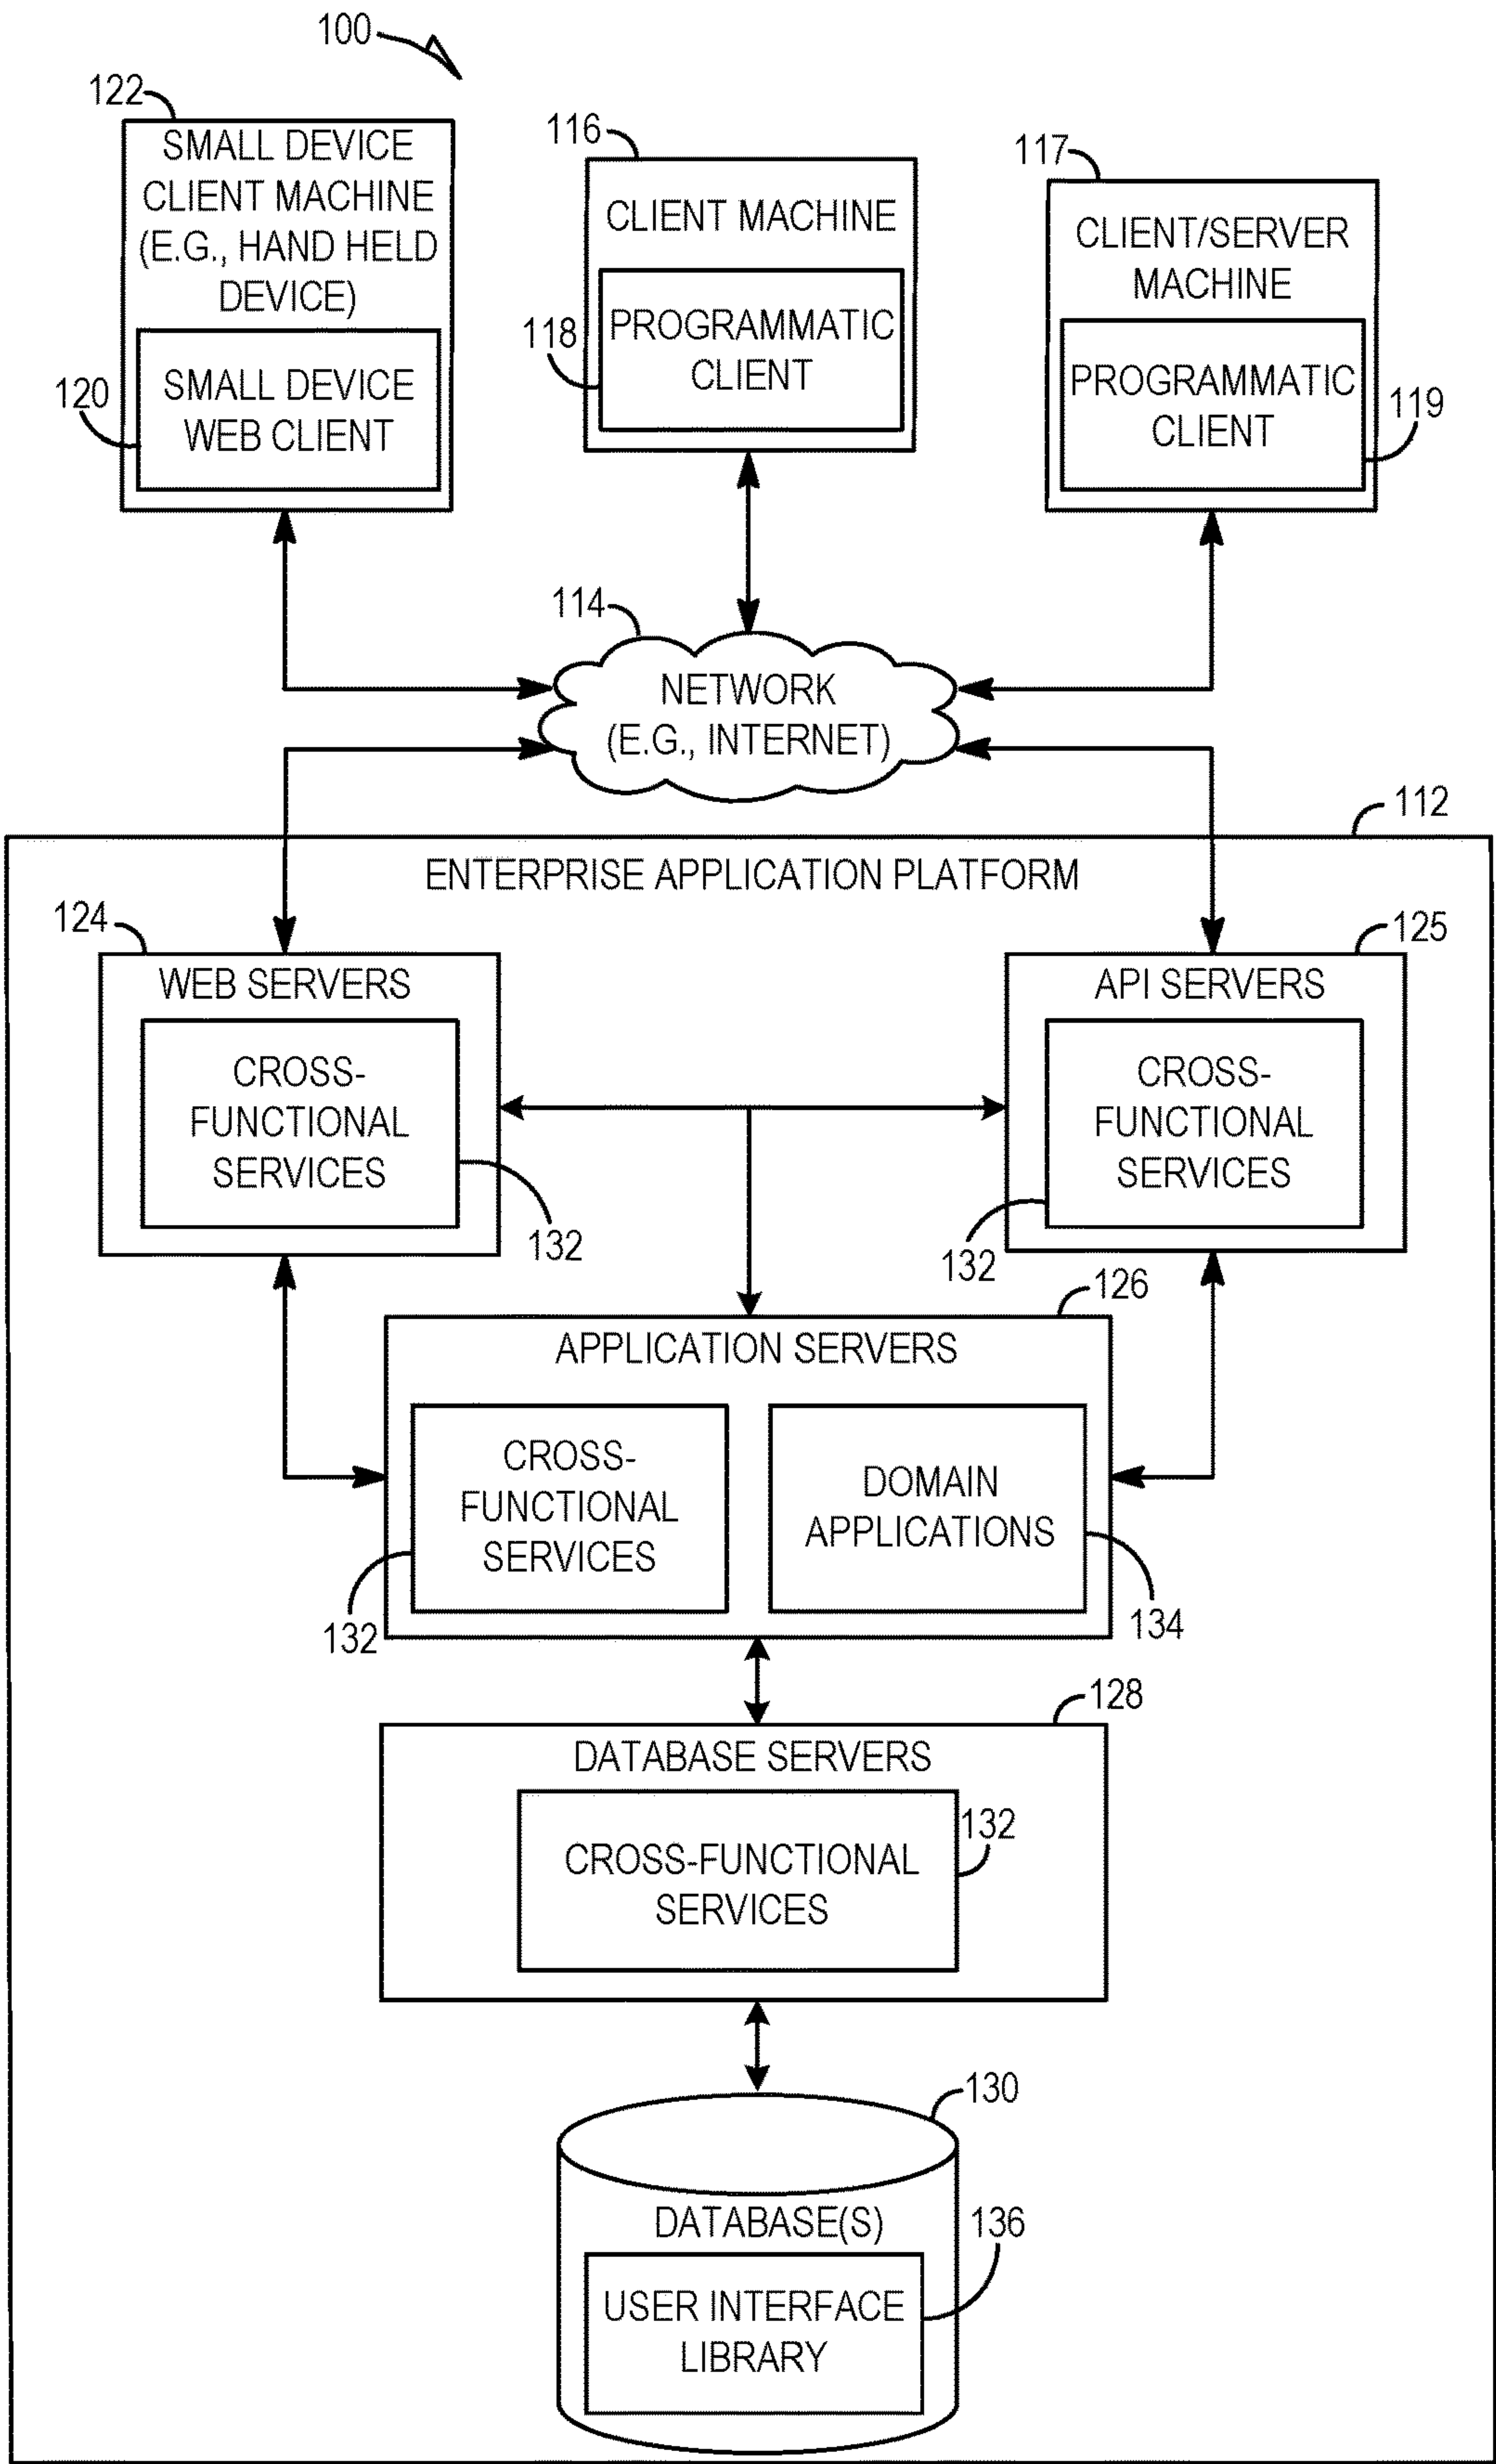 100
122
SMALL DEVICE
CLIENT MACHINE
(E.G., HAND HELD
DEVICE)
120
SMALL DEVICE
WEB CLIENT
116
CLIENT MACHINE
118
PROGRAMMATIC
CLIENT
117
CLIENT/SERVER
MACHINE
PROGRAMMATIC
CLIENT
119
114
NETWORK
(E.G., INTERNET)
112
ENTERPRISE APPLICATION PLATFORM
124
WEB SERVERS
CROSS-
FUNCTIONAL
SERVICES
132
125
API SERVERS
CROSS-
FUNCTIONAL
SERVICES
132
126
APPLICATION SERVERS
CROSS-
FUNCTIONAL
SERVICES
132
DOMAIN
APPLICATIONS
134
128
DATABASE SERVERS
132
CROSS-FUNCTIONAL
SERVICES
130
DATABASE(S)
136
USER INTERFACE
LIBRARY